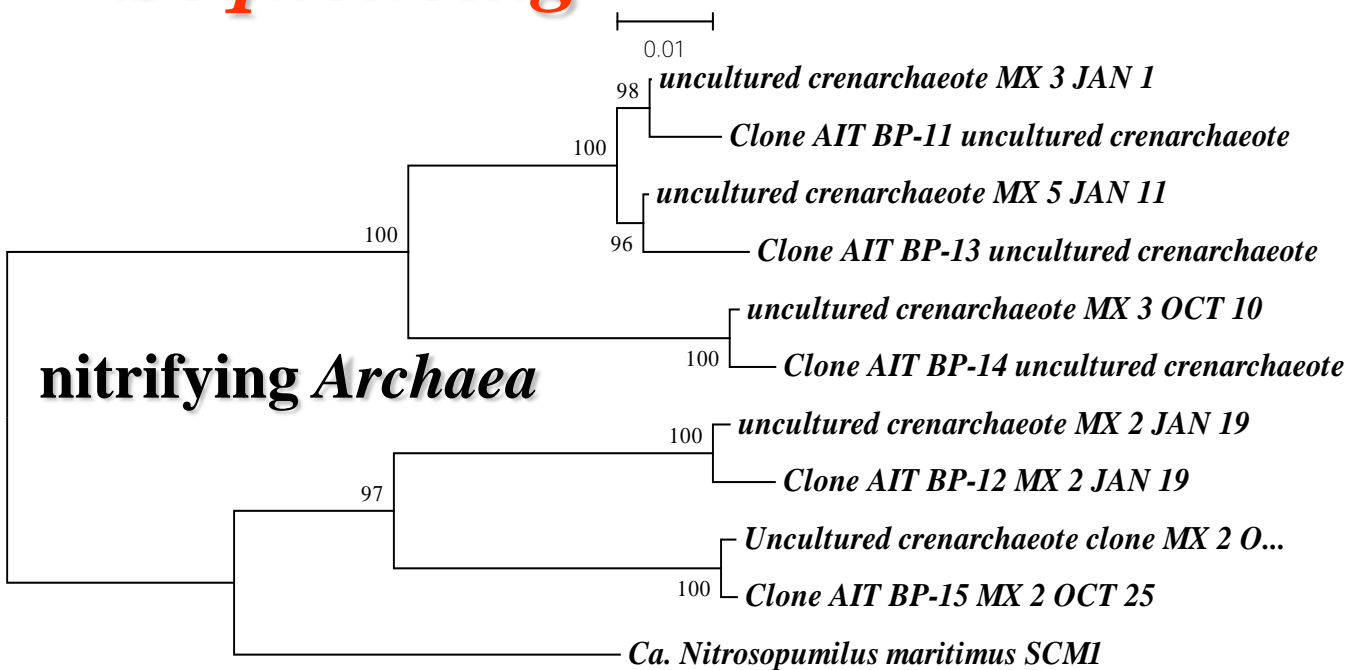 0.01
uncultured crenarchaeote MX 3 JAN 1
98
Clone AIT BP-11 uncultured crenarchaeote
100
uncultured crenarchaeote MX 5 JAN 11
100
96
Clone AIT BP-13 uncultured crenarchaeote
uncultured crenarchaeote MX 3 OCT 10
100
Clone AIT BP-14 uncultured crenarchaeote
nitrifying Archaea
uncultured crenarchaeote MX 2 JAN 19
100
Clone AIT BP-12 MX 2 JAN 19
97
Uncultured crenarchaeote clone MX 2 O...
100
Clone AIT BP-15 MX 2 OCT 25
Ca. Nitrosopumilus maritimus SCM1